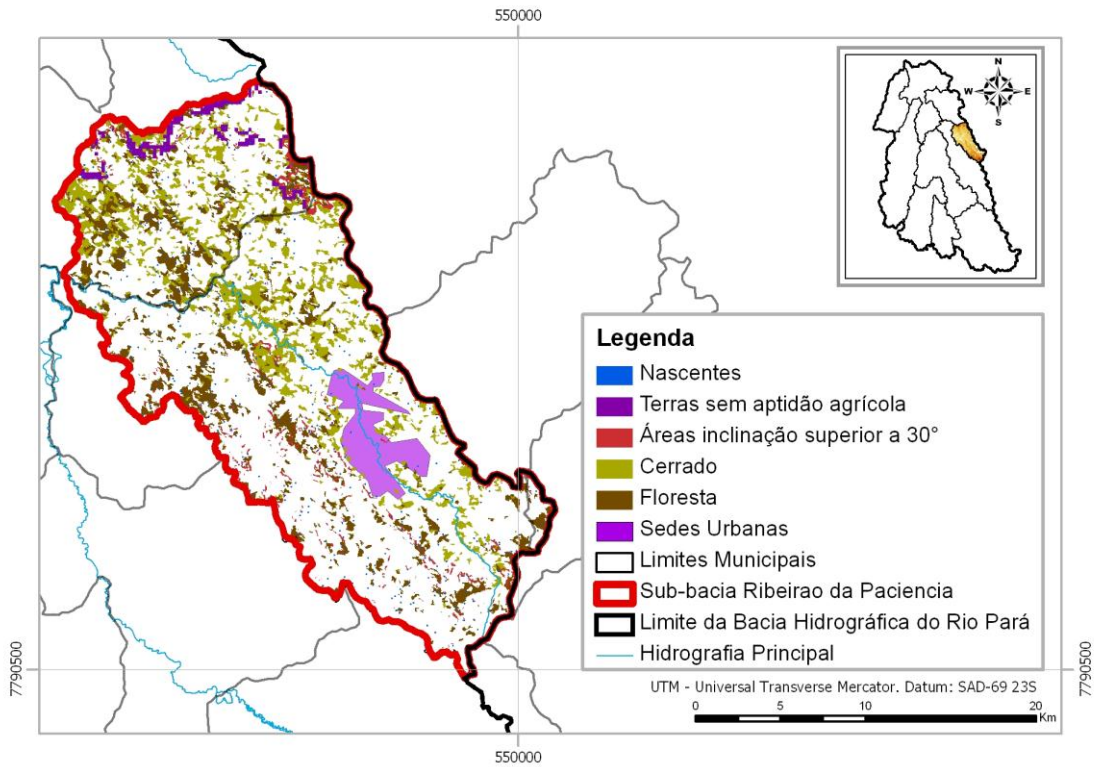 550000
N
W
E
S
Legenda
Nascentes
Terras sem aptidão agrícola
Áreas inclinação superior a 30°
Cerrado
Floresta
Sedes Urbanas
Limites Municipais
Sub-bacia Ribeirao da Paciencia
Limite da Bacia Hidrográfica do Rio Pará
Hidrografia Principal
7790500
7790500
UTM - Universal Transverse Mercator. Datum: SAD-69 23S
0 5 10 20
Km
550000